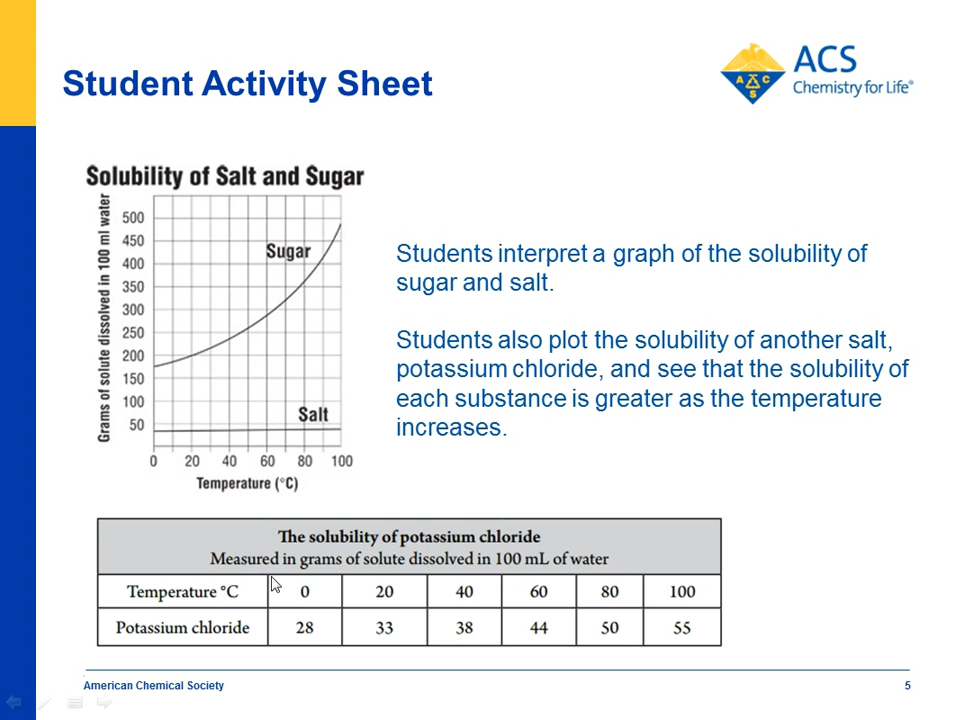 Student Activity Sheet
ACS
Chemistry for Life®
A C S
Solubility of Salt and Sugar
Grams of solute dissolved in 100 ml water
500
450
400
350
300
250
200
150
100
50
Sugar
Salt
0 20 40 60 80 100
Temperature (°C)
Students interpret a graph of the solubility of
sugar and salt.
Students also plot the solubility of another salt,
potassium chloride, and see that the solubility of
each substance is greater as the temperature
increases.
The solubility of potassium chloride
Measured in grams of solute dissolved in 100 mL of water
Temperature °C 0 20 40 60 80 100
Potassium chloride 28 33 38 44 50 55
American Chemical Society 5